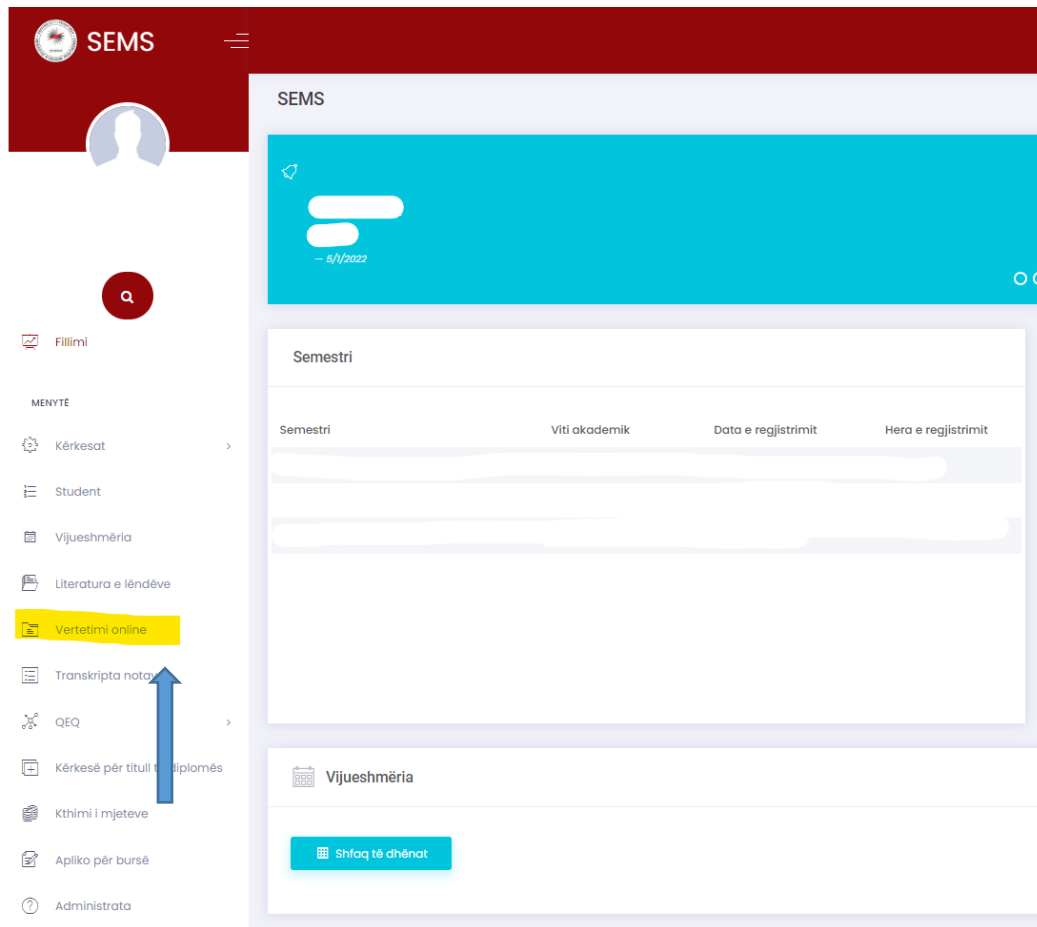 SEMS
SEMS
— 5/1/2022
Fillimi
MENYTË
Kërkesat
Student
Vijueshmëria
Literatura e lëndëve
Vertetimi online
Transkripta
QEQ
Kërkesë për titull diplomës
Kthimi i mjeteve
Apliko për bursë
Administrata
Semestri
Semestri Viti akademik Data e regjistrimit Hera e regjistrimit
Vijueshmëria
Shfaq të dhënat